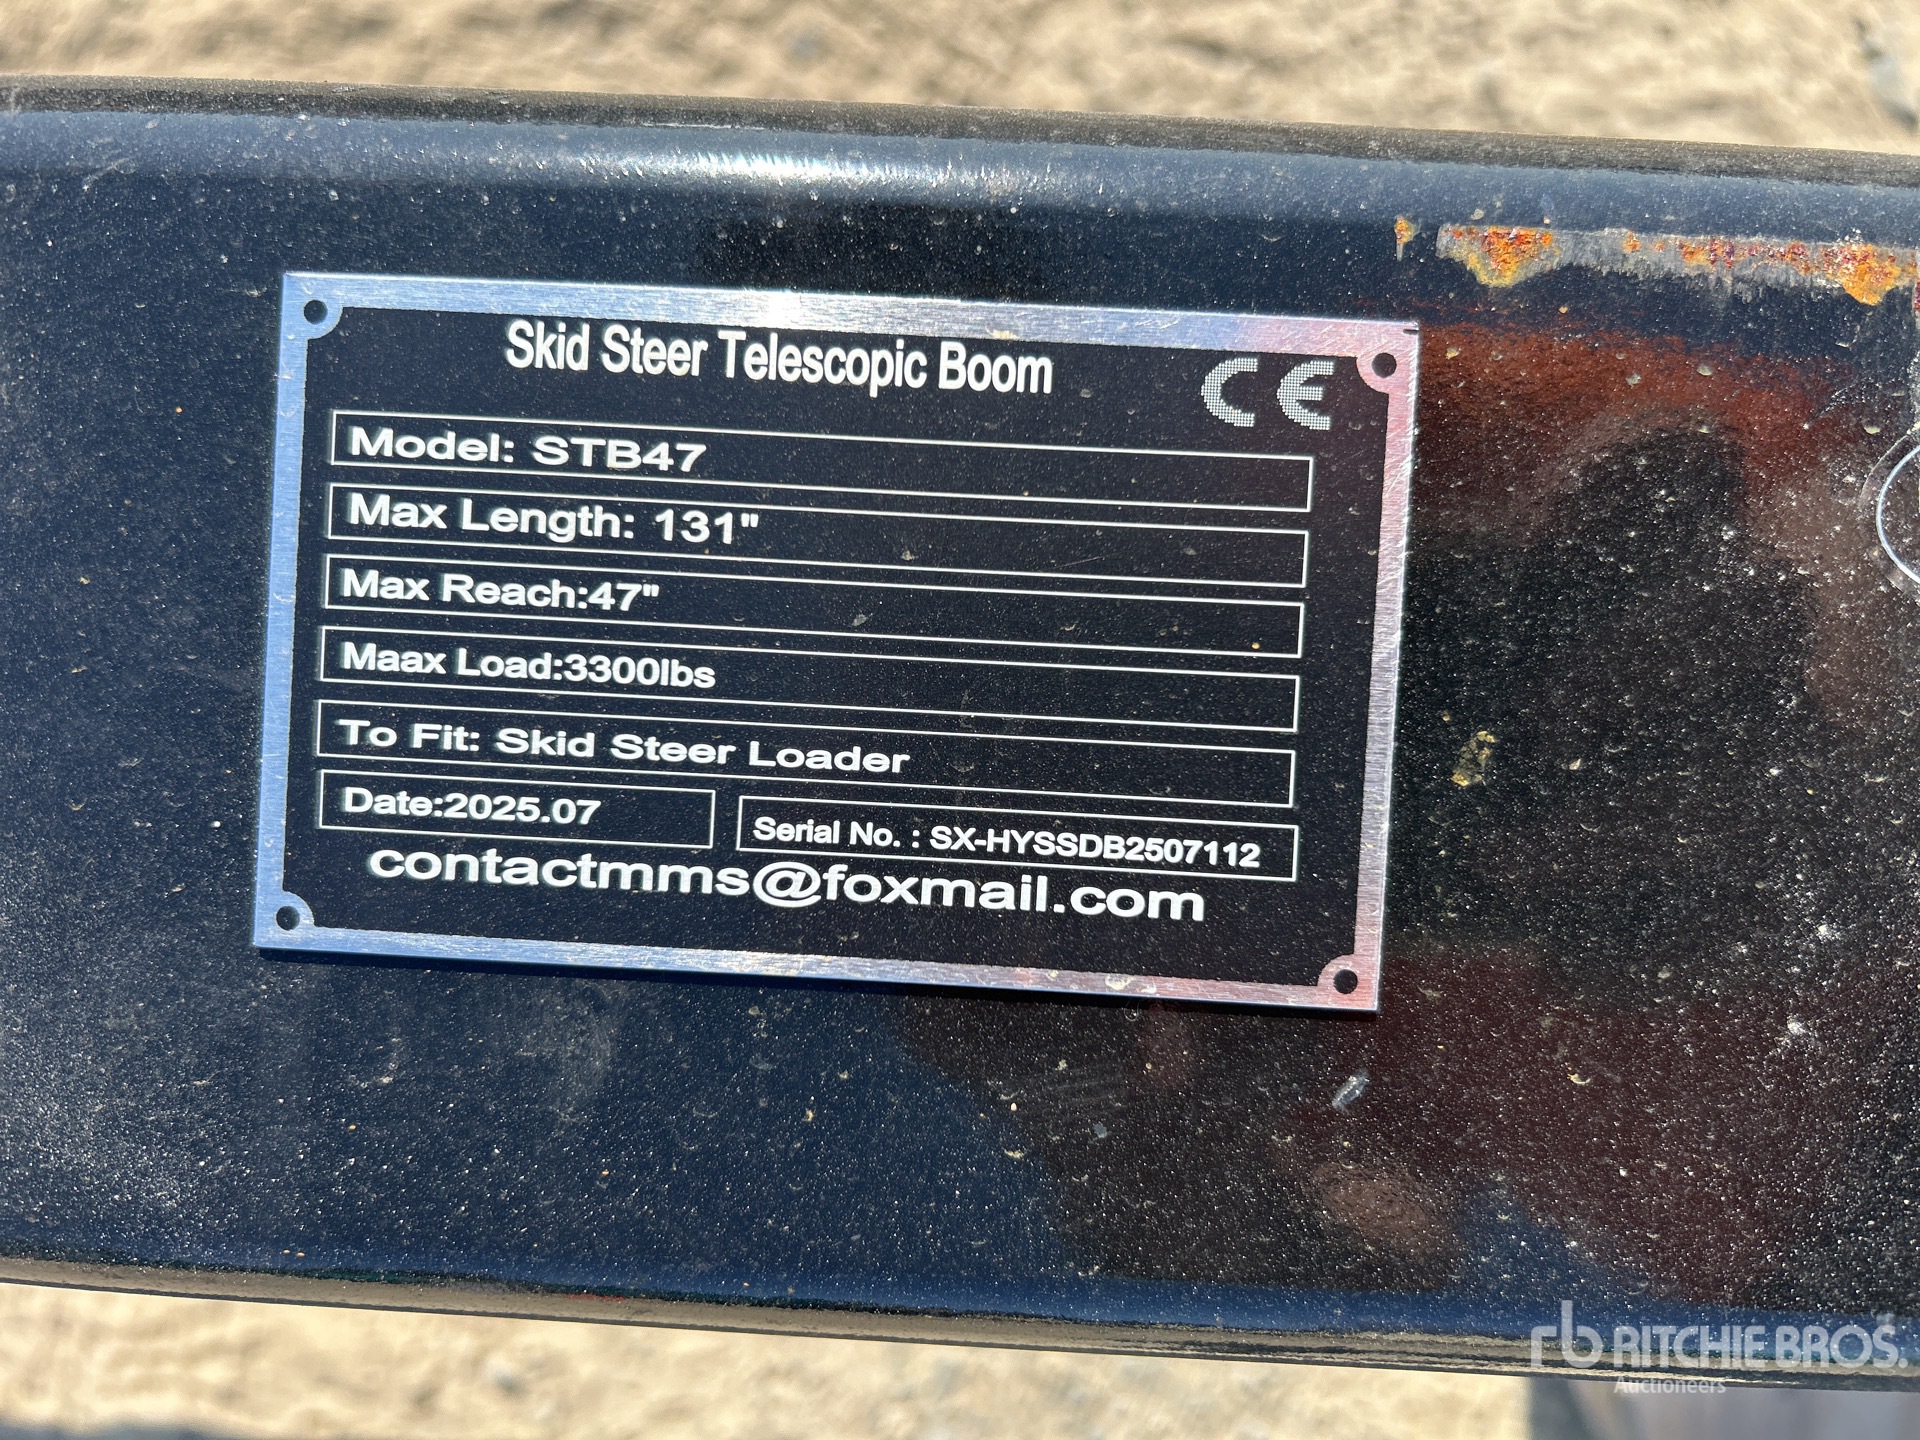 Skid Steer Telescopic Boom
CE
Model: STB47
Max Length: 131"
Max Reach:47"
Maax Load:3300lbs
To Fit: Skid Steer Loader
Date:2025.07
Serial No. : SX-HYSSDB2507112
contactmms@foxmail.com
rb RITCHIE BROS.
Auctioneers